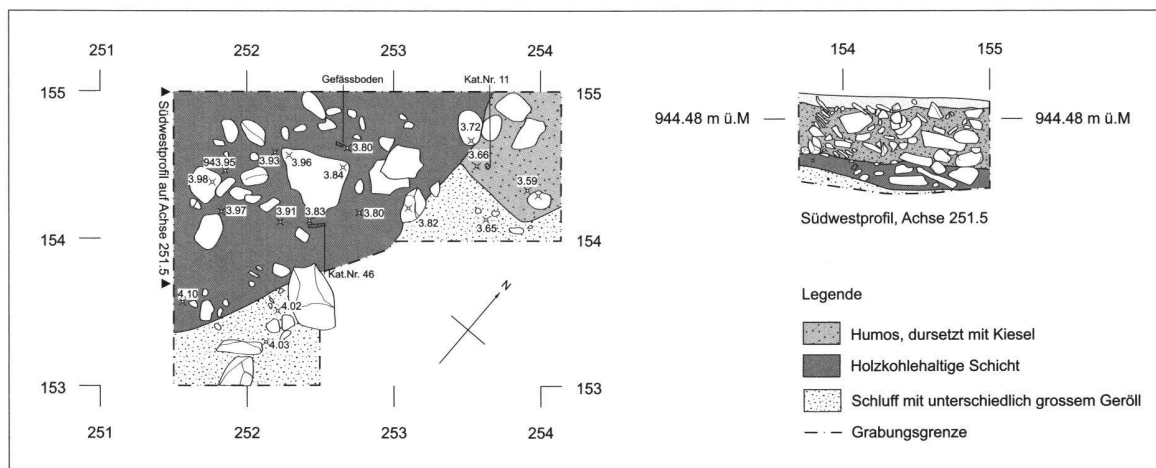 251 252 253 254
Gefässboden
Kat.Nr. 11
155 155
3.72
3.80
3.93 3.96
3.66
943.95
3.84
3.98
3.59
3.97 3.91 3.83 3.80
3.82
3.65
154 154
Südwestprofil auf Achse 251.5
Kat.Nr. 46
4.10
4.02
4.03
N
153 153
251 252 253 254
154 155
944.48 m ü.M 944.48 m ü.M
Südwestprofil, Achse 251.5
Legende
Humos, dursetzt mit Kiesel
Holzkohlehaltige Schicht
Schluff mit unterschiedlich grossem Geröll
Grabungsgrenze